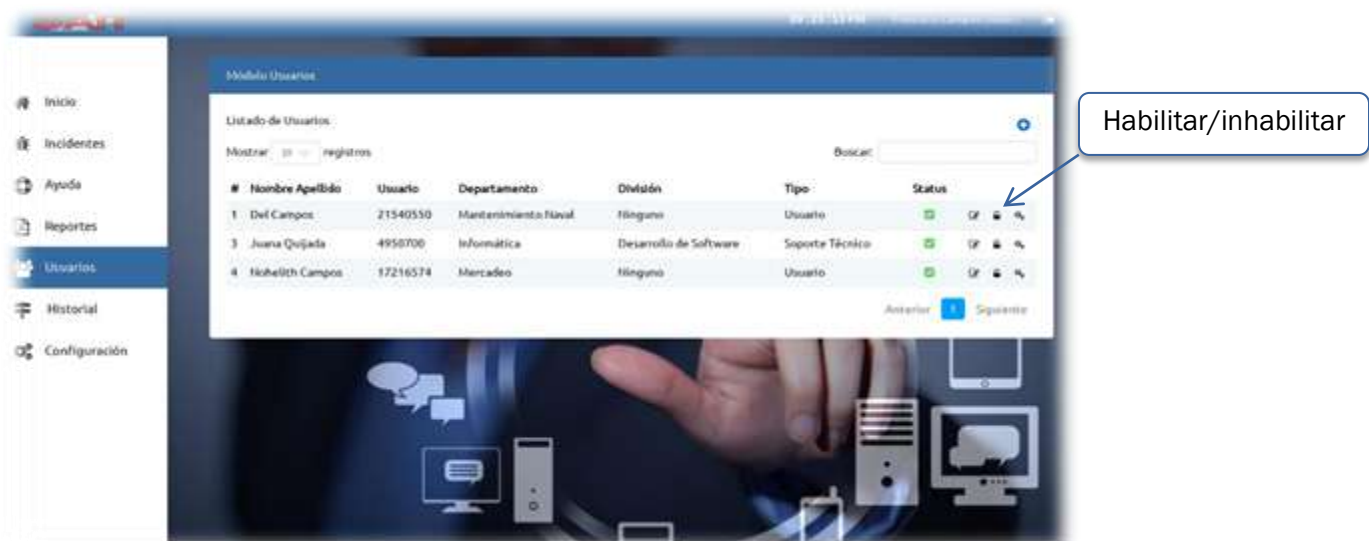 Módulo Usuarios
Inicio
Listado de Usuarios
Habilitar/inhabilitar
Incidentes
Mostrar 10 registros
Buscar:
Ayuda
# Nombre Apellido Usuario Departamento División Tipo Status
1 Del Campos 21540550 Mantenimiento Naval Ninguno Usuario
Reportes
3 Juana Quijada 4950700 Informática Desarrollo de Software Soporte Técnico
Usuarios
4 Nohelith Campos 17216574 Mercadeo Ninguno Usuario
Historial
Anterior 1 Siguiente
Configuración